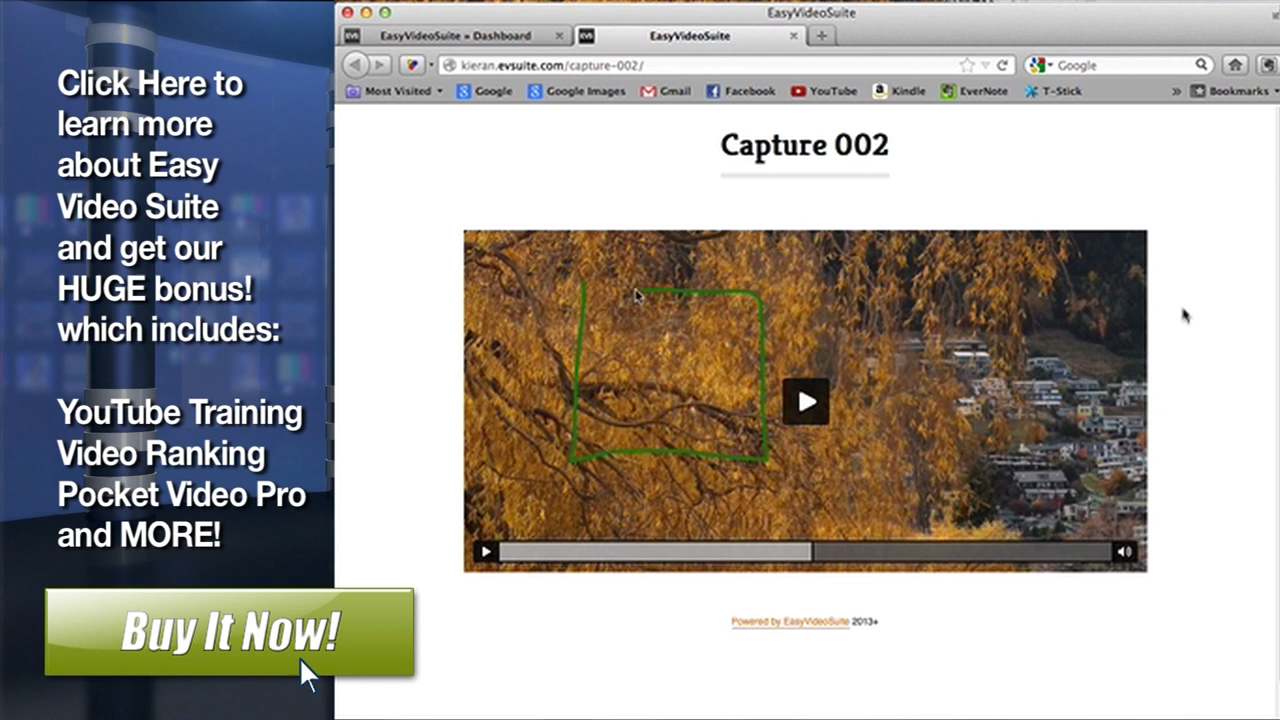 Click Here to
learn more
about Easy
Video Suite
and get our
HUGE bonus!
which includes:
YouTube Training
Video Ranking
Pocket Video Pro
and MORE!
Buy It Now!
EasyVideoSuite
EVS EasyVideoSuite » Dashboard × EVS EasyVideoSuite × +
kieran.evsuite.com/capture-002/ Google
Most Visited Google Google Images Gmail Facebook YouTube Kindle EverNote T-Stick » Bookmarks
Capture 002
Powered by EasyVideoSuite 2013+